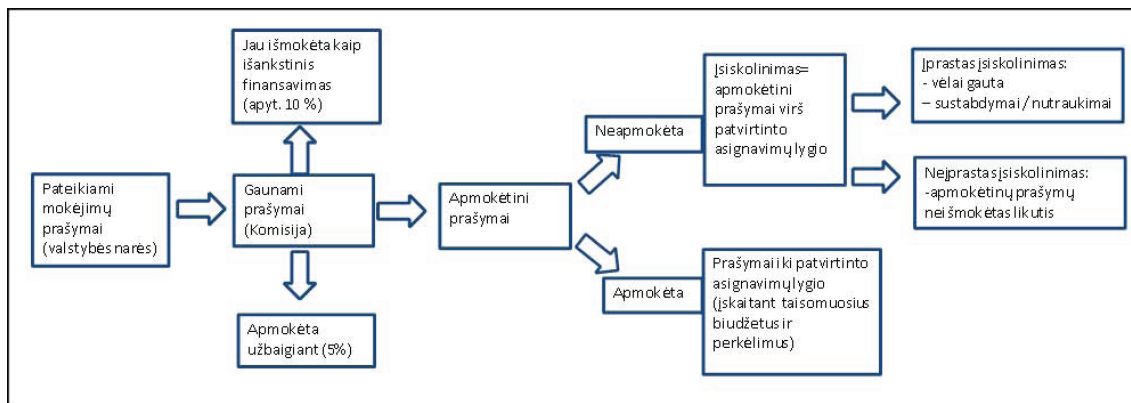 Pateikiami
mokėjimų
prašymai
(valstybės narės)
Jau išmokėta kaip
išankstinis
finansavimas
(apyt. 10 %)
Gaunami
prašymai
(Komisija)
Apmokėta
užbaigiant (5%)
Apmokėtini
prašymai
Neapmokėta
Įsiskolinimas=
apmokėtini
prašymai virš
patvirtinto
asignavimų lygio
Įprastas įsiskolinimas:
- vėlai gauta
– sustabdymai / nutraukimai
Neįprastas įsiskolinimas:
-apmokėtinų prašymų
neišmokėtas likutis
Apmokėta
Prašymai iki patvirtinto
asignavimų lygio
(įskaitant taisomuosius
biudžetus ir
perkėlimus)